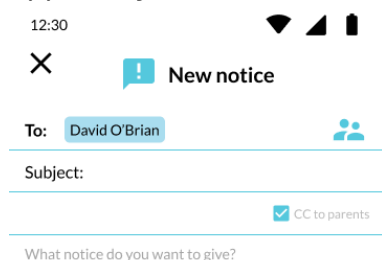 12:30
New notice
To: David O'Brian
Subject:
CC to parents
What notice do you want to give?